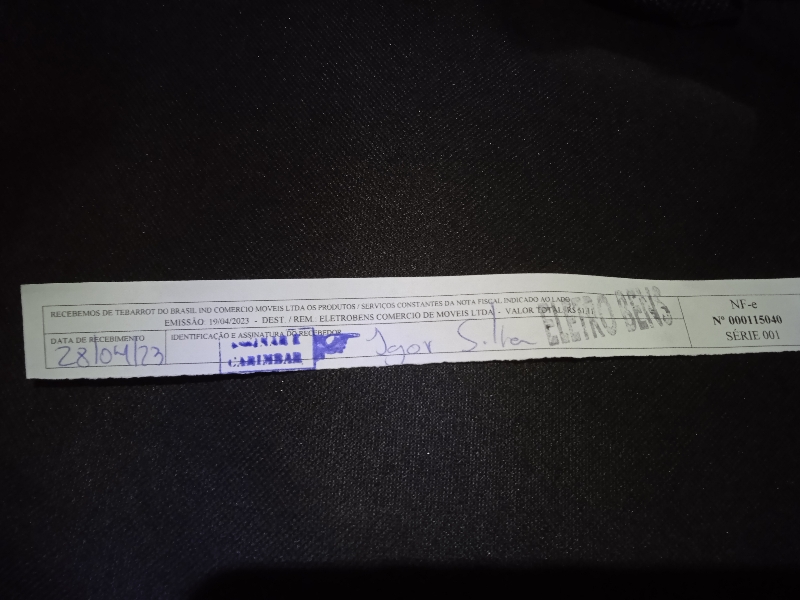 RECEBEMOS DE TEBARROT DO BRASIL IND COMERCIO MOVEIS LTDA OS PRODUTOS / SERVIÇOS CONSTANTES DA NOTA FISCAL INDICADO AO LADO
EMISSÃO: 19/04/2023 - DEST. / REM. ELETROBENS COMERCIO DE MOVEIS LTDA - VALOR TOTAL: R$
ELETRO BENS
NF-e
Nº 000115040
SÉRIE 001
DATA DE RECEBIMENTO
28/04/23
IDENTIFICAÇÃO E ASSINATURA DO RECEBEDOR
CARIMBAR
Igor Silva